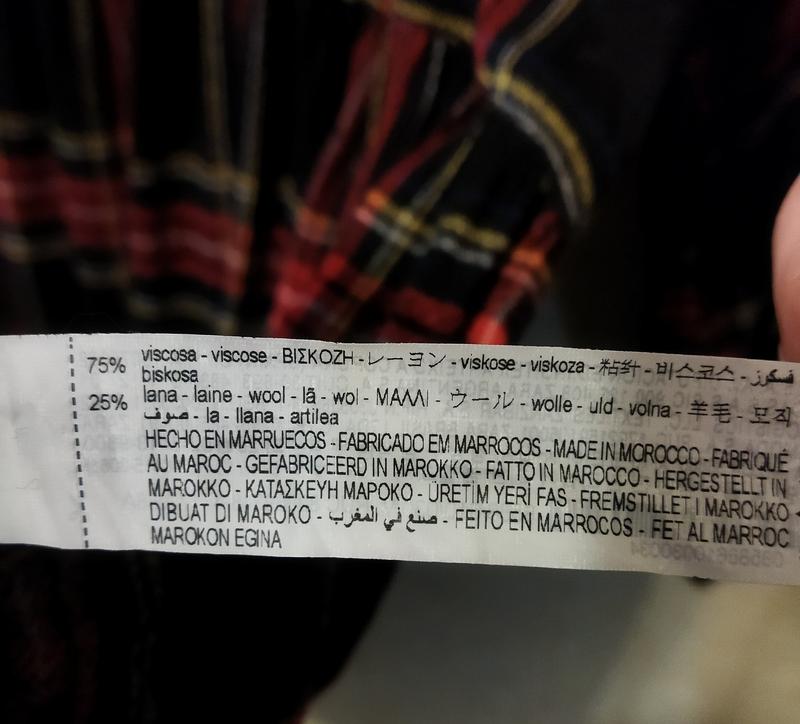 75% viscosa - viscose - ΒΙΣΚΟΖΗ - レーヨン - viskose - viskoza - 粘纤 - 비스코스 - فسكوز
biskosa
25% lana - laine - wool - lã - wol - ΜΑΛΛΙ - ウール - wolle - uld - volna - 羊毛 - 모직
صوف - la - llana - artilea
HECHO EN MARRUECOS - FABRICADO EM MARROCOS - MADE IN MOROCCO - FABRIQUÉ
AU MAROC - GEFABRICEERD IN MAROKKO - FATTO IN MAROCCO - HERGESTELLT IN
MAROKKO - ΚΑΤΑΣΚΕΥΗ ΜΑΡΟΚΟ - ÜRETİM YERİ FAS - FREMSTILLET I MAROKKO
DIBUAT DI MAROKO - صنع في المغرب - FEITO EN MARROCOS - FET AL MARROC
MAROKON EGINA